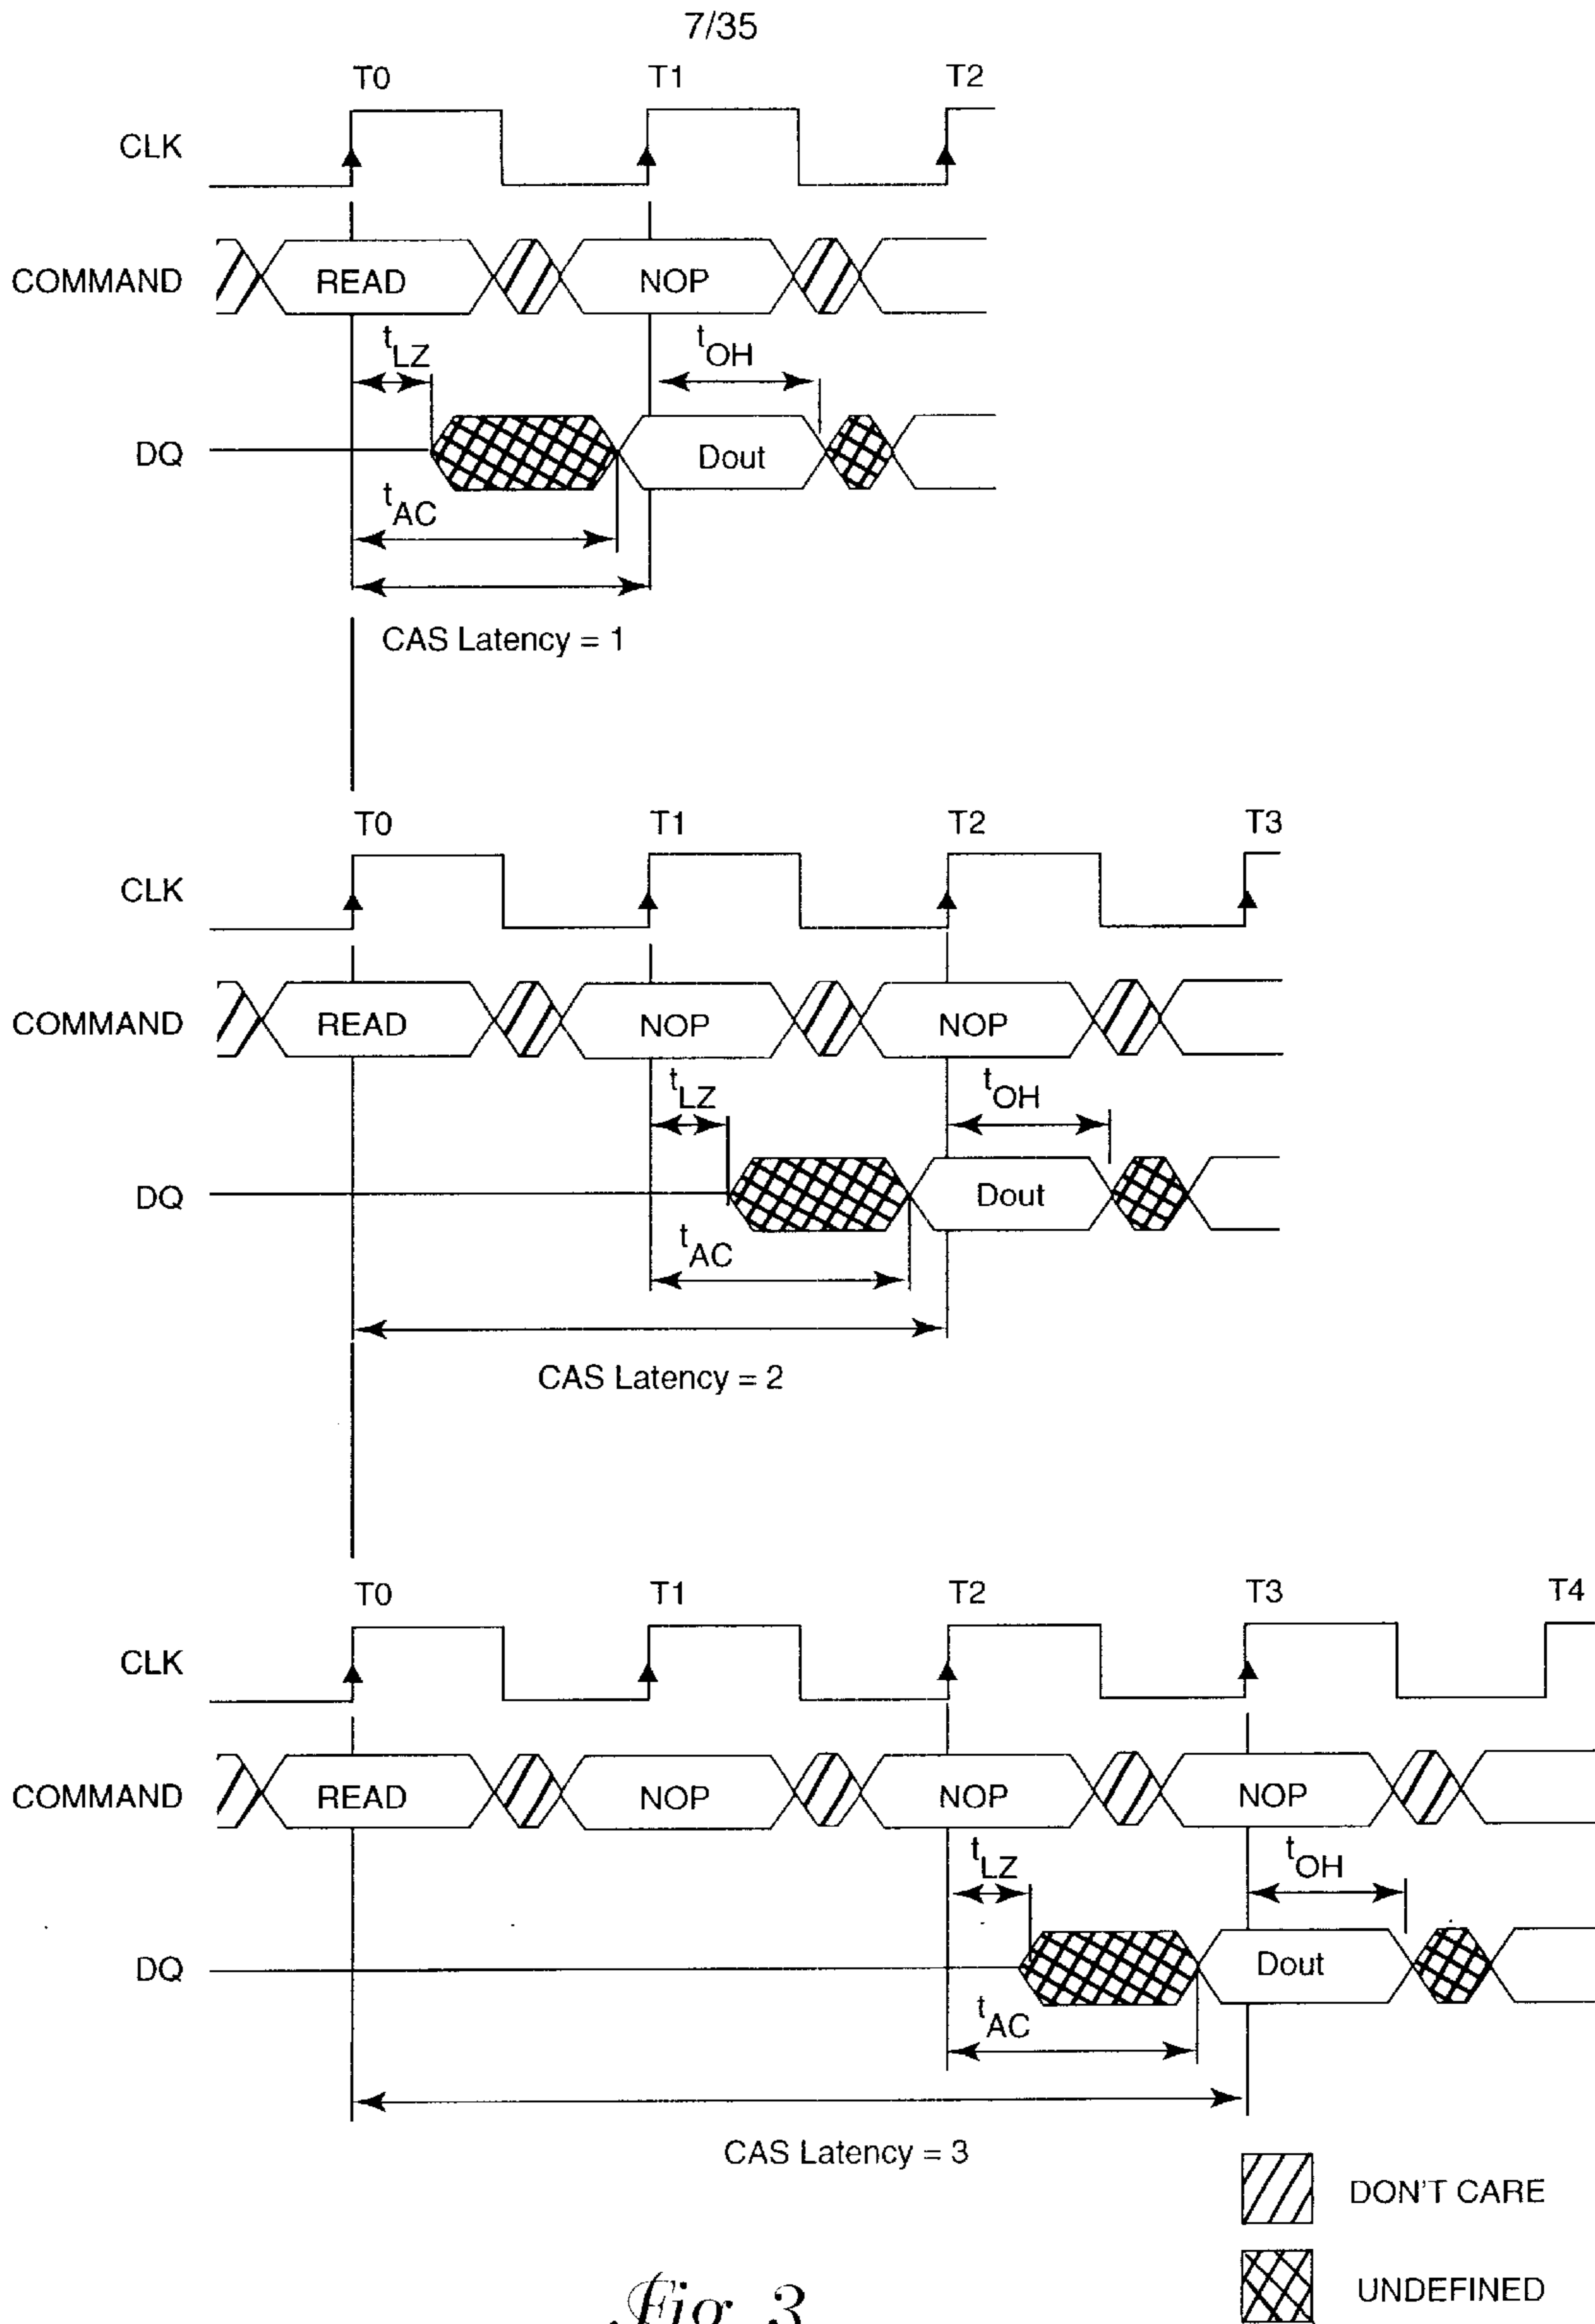 7/35
T0 T1 T2
CLK
COMMAND READ NOP
tLZ tOH
DQ Dout
tAC
CAS Latency = 1
T0 T1 T2 T3
CLK
COMMAND READ NOP NOP
tLZ tOH
DQ Dout
tAC
CAS Latency = 2
T0 T1 T2 T3 T4
CLK
COMMAND READ NOP NOP NOP
tLZ tOH
DQ Dout
tAC
CAS Latency = 3
DON'T CARE
UNDEFINED
Fig. 3